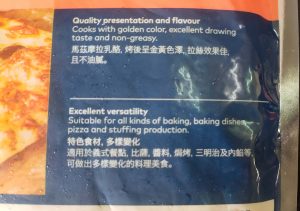 Quality presentation and flavour
Cooks with golden color, excellent drawing
taste and non-greasy.
馬茲摩拉乳酪, 烤後呈金黃色澤, 拉絲效果佳,
且不油膩。
Excellent versatility
Suitable for all kinds of baking, baking dishes,
pizza and stuffing production.
特色食材, 多樣變化
適用於義式餐點, 比薩, 醬料, 焗烤, 三明治及內餡等,
可做出多樣變化的料理美食。